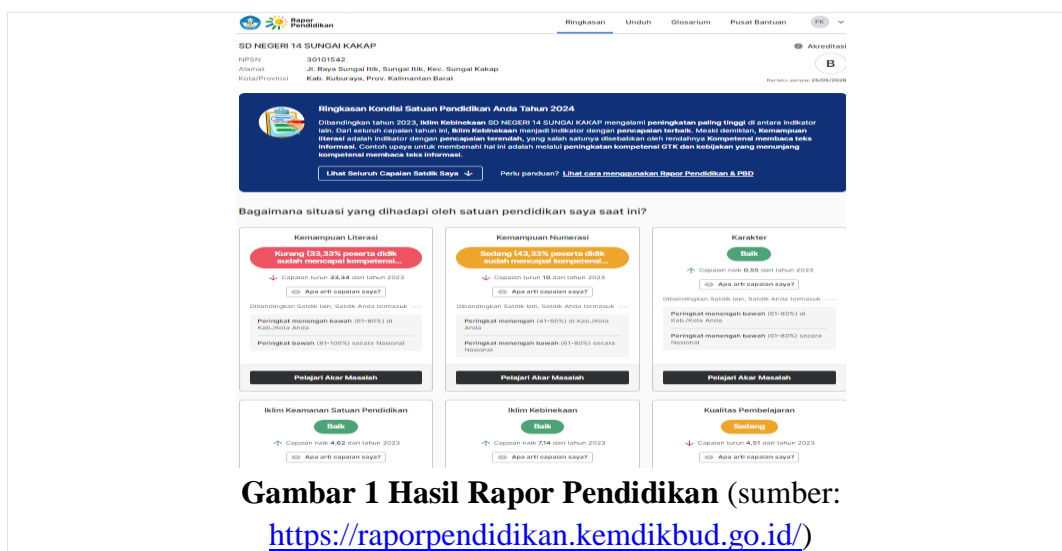 Rapor
Pendidikan
Ringkasan Unduh Glosarium Pusat Bantuan FK
SD NEGERI 14 SUNGAI KAKAP
Akreditasi
NPSN 30101542
B
Alamat Jl. Raya Sungai Itik, Sungai Itik, Kec. Sungai Kakap
Kota/Provinsi Kab. Kuburaya, Prov. Kalimantan Barat
Berlaku sampai 25/05/2026
Ringkasan Kondisi Satuan Pendidikan Anda Tahun 2024
Dibandingkan tahun 2023, Iklim Kebinekaan SD NEGERI 14 SUNGAI KAKAP mengalami peningkatan paling tinggi di antara indikator
lain. Dari seluruh capaian tahun ini, Iklim Kebinekaan menjadi indikator dengan pencapaian terbaik. Meski demikian, Kemampuan
literasi adalah indikator dengan pencapaian terendah, yang salah satunya disebabkan oleh rendahnya Kompetensi membaca teks
informasi. Contoh upaya untuk membenahi hal ini adalah melalui peningkatan kompetensi GTK dan kebijakan yang menunjang
kompetensi membaca teks informasi.
Lihat Seluruh Capaian Satdik Saya
Perlu panduan? Lihat cara menggunakan Rapor Pendidikan & PBD
Bagaimana situasi yang dihadapi oleh satuan pendidikan saya saat ini?
Kemampuan Literasi
Kurang (33,33% peserta didik
sudah mencapai kompetensi...
Capaian turun 33,34 dari tahun 2023
Apa arti capaian saya?
Dibandingkan Satdik lain, Satdik Anda termasuk
Peringkat menengah bawah (61-80%) di
Kab./Kota Anda
Peringkat bawah (81-100%) secara Nasional
Pelajari Akar Masalah
Kemampuan Numerasi
Sedang (43,33% peserta didik
sudah mencapai kompetensi...
Capaian turun 10 dari tahun 2023
Apa arti capaian saya?
Dibandingkan Satdik lain, Satdik Anda termasuk
Peringkat menengah (41-60%) di Kab./Kota
Anda
Peringkat menengah bawah (61-80%) secara
Nasional
Pelajari Akar Masalah
Karakter
Baik
Capaian naik 0,55 dari tahun 2023
Apa arti capaian saya?
Dibandingkan Satdik lain, Satdik Anda termasuk
Peringkat menengah bawah (61-80%) di
Kab./Kota Anda
Peringkat menengah bawah (61-80%) secara
Nasional
Pelajari Akar Masalah
Iklim Keamanan Satuan Pendidikan
Baik
Capaian naik 4,62 dari tahun 2023
Apa arti capaian saya?
Iklim Kebinekaan
Baik
Capaian naik 7,14 dari tahun 2023
Apa arti capaian saya?
Kualitas Pembelajaran
Sedang
Capaian turun 4,51 dari tahun 2023
Apa arti capaian saya?
Gambar 1 Hasil Rapor Pendidikan (sumber:
https://raporpendidikan.kemdikbud.go.id/)